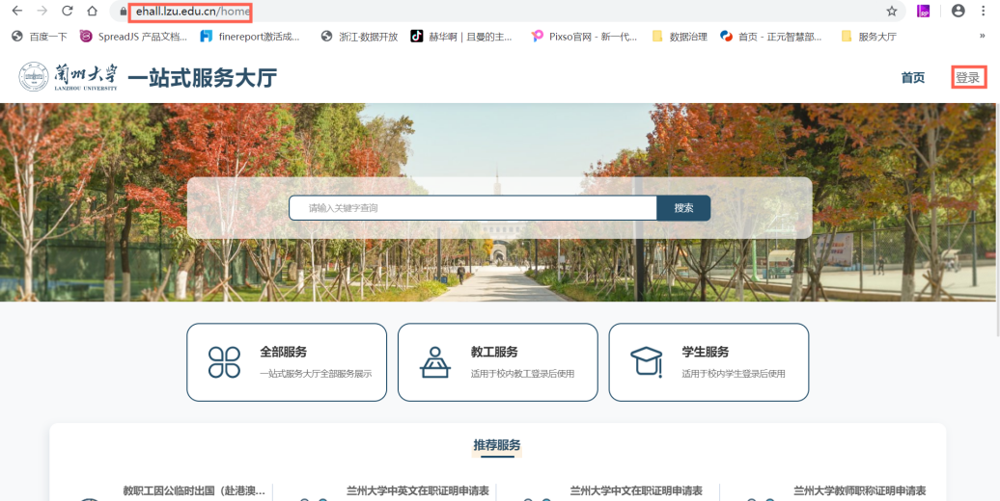 ehall.lzu.edu.cn/home
百度一下 SpreadJS 产品文档... finereport激活成... 浙江·数据开放 赫华啊 | 且曼的主... Pixso官网 - 新一代... 数据治理 首页 - 正元智慧部... 服务大厅 »
兰州大学 LANZHOU UNIVERSITY 一站式服务大厅 首页 登录
请输入关键字查询 搜索
全部服务 教工服务 学生服务
一站式服务大厅全部服务展示 适用于校内教工登录后使用 适用于校内学生登录后使用
推荐服务
教职工因公临时出国（赴港澳... 兰州大学中英文在职证明申请表 兰州大学中文在职证明申请表 兰州大学教师职称证明申请表